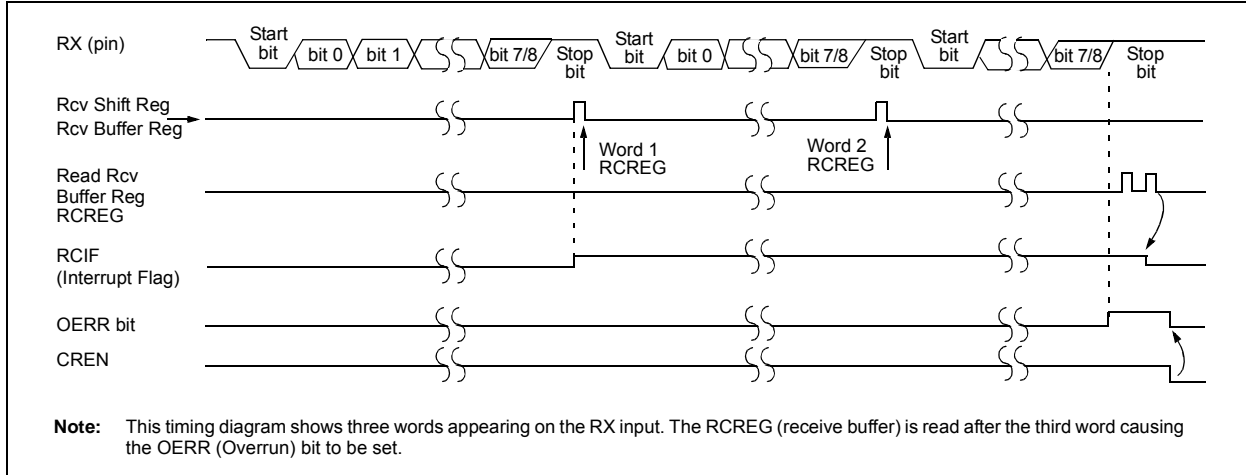 RX (pin) Start bit bit 0 bit 1 bit 7/8 Stop bit Start bit bit 0 bit 7/8 Stop bit Start bit bit 7/8 Stop bit
Rcv Shift Reg
Rcv Buffer Reg
Word 1
RCREG
Word 2
RCREG
Read Rcv
Buffer Reg
RCREG
RCIF
(Interrupt Flag)
OERR bit
CREN
Note: This timing diagram shows three words appearing on the RX input. The RCREG (receive buffer) is read after the third word causing
the OERR (Overrun) bit to be set.